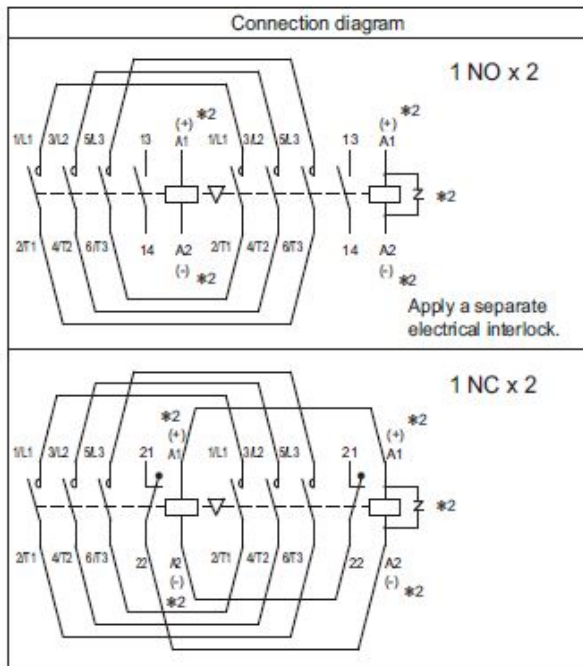 Connection diagram
1 NO x 2
(+) ✻2
(+) ✻2
1/L1 3/L2 5/L3 13 A1 1/L1 3/L2 5/L3 13 A1
✻2
2/T1 4/T2 6/T3 14 A2 2/T1 4/T2 6/T3 14 A2
(-) ✻2
(-) ✻2
Apply a separate
electrical interlock.
1 NC x 2
✻2
(+)
✻2
(+)
1/L1 3/L2 5/L3 21 A1 1/L1 3/L2 5/L3 21 A1
✻2
2/T1 4/T2 6/T3 22 A2 2/T1 4/T2 6/T3 22 A2
(-)
✻2
(-) ✻2